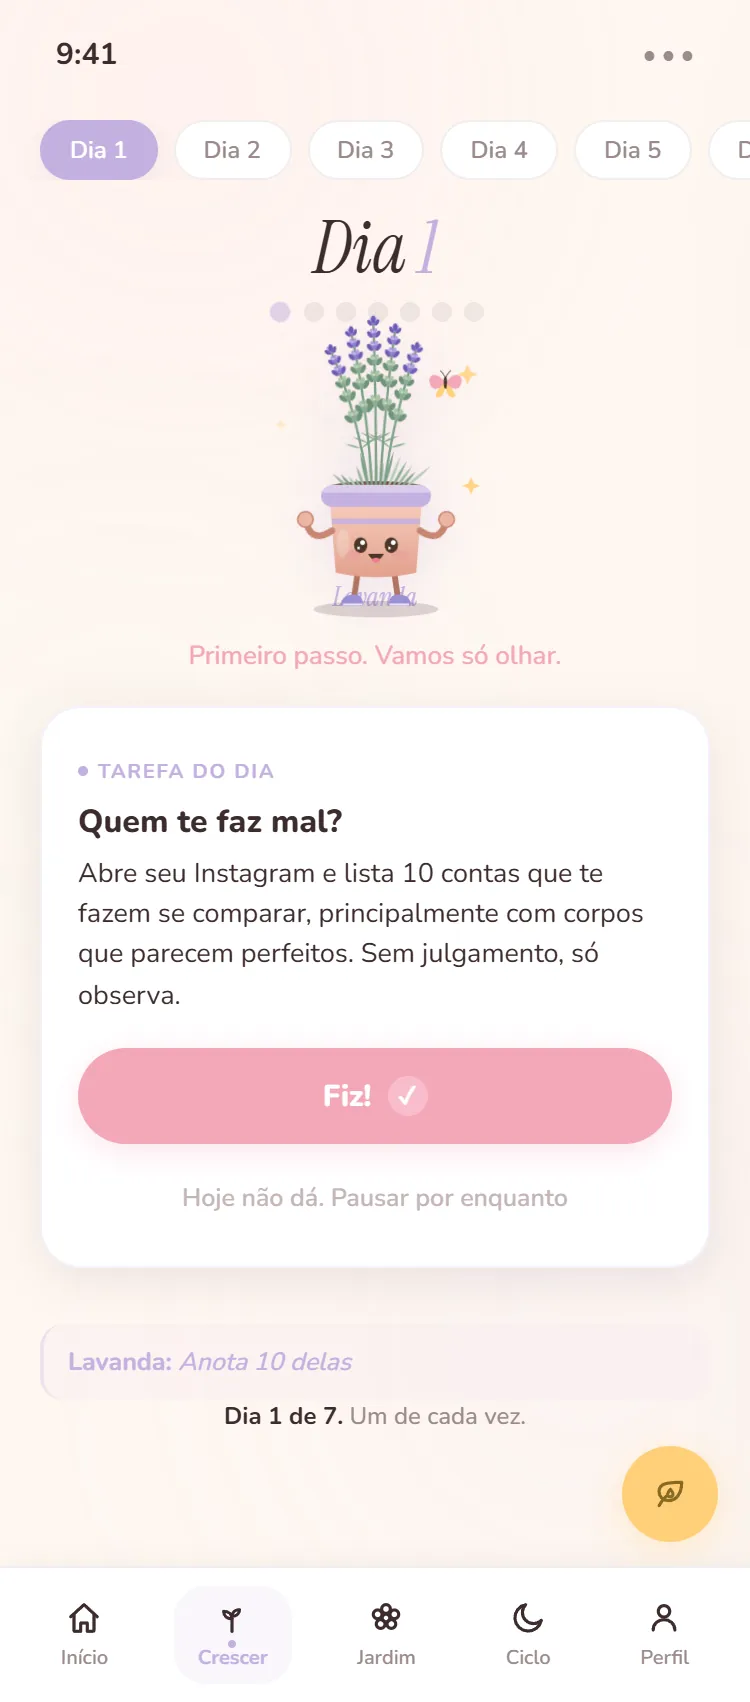 9:41
Dia 1
Dia 2
Dia 3
Dia 4
Dia 5
D
Dia 1
Lavanda
Primeiro passo. Vamos só olhar.
TAREFA DO DIA
Quem te faz mal?
Abre seu Instagram e lista 10 contas que te
fazem se comparar, principalmente com corpos
que parecem perfeitos. Sem julgamento, só
observa.
Fiz! ✓
Hoje não dá. Pausar por enquanto
Lavanda: Anota 10 delas
Dia 1 de 7. Um de cada vez.
Início
Crescer
Jardim
Ciclo
Perfil